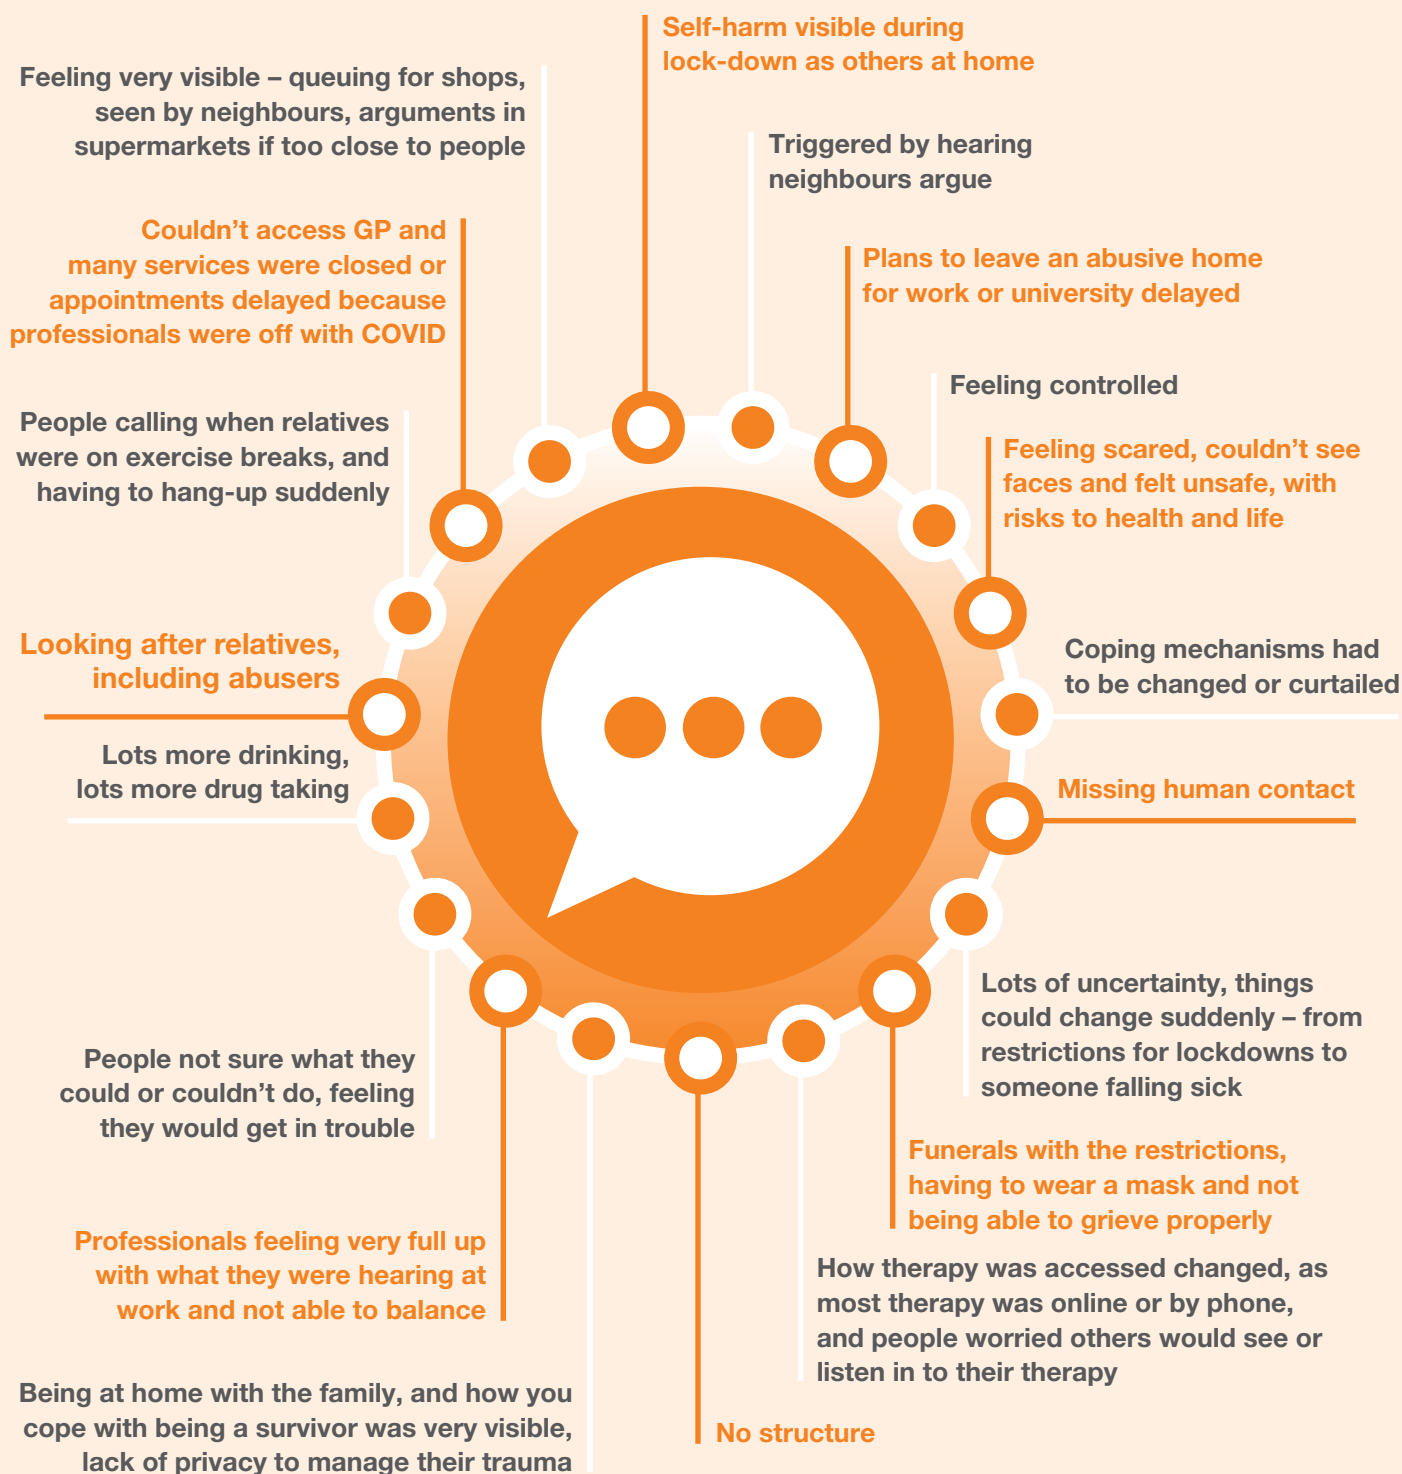 Self-harm visible during
lock-down as others at home
Feeling very visible – queuing for shops,
seen by neighbours, arguments in
supermarkets if too close to people
Triggered by hearing
neighbours argue
Couldn’t access GP and
many services were closed or
appointments delayed because
professionals were off with COVID
Plans to leave an abusive home
for work or university delayed
Feeling controlled
People calling when relatives
were on exercise breaks, and
having to hang-up suddenly
Feeling scared, couldn’t see
faces and felt unsafe, with
risks to health and life
Looking after relatives,
including abusers
Coping mechanisms had
to be changed or curtailed
Lots more drinking,
lots more drug taking
Missing human contact
Lots of uncertainty, things
could change suddenly – from
restrictions for lockdowns to
someone falling sick
People not sure what they
could or couldn’t do, feeling
they would get in trouble
Funerals with the restrictions,
having to wear a mask and not
being able to grieve properly
Professionals feeling very full up
with what they were hearing at
work and not able to balance
How therapy was accessed changed, as
most therapy was online or by phone,
and people worried others would see or
listen in to their therapy
Being at home with the family, and how you
cope with being a survivor was very visible,
lack of privacy to manage their trauma
No structure